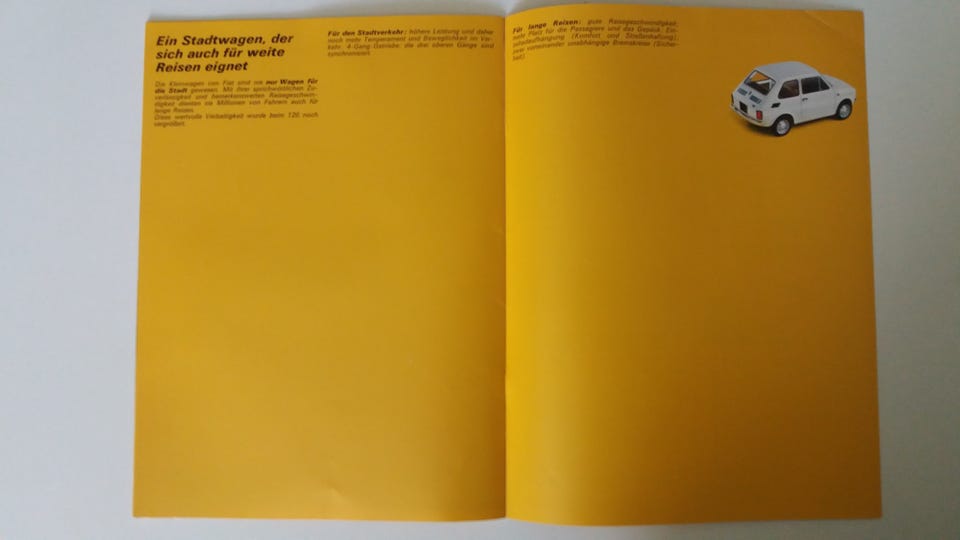 Ein Stadtwagen, der
sich auch für weite
Reisen eignet
Die Kleinwagen von Fiat sind nie nur Wagen für
die Stadt gewesen. Mit ihrer sprichwörtlichen Zu-
verlässigkeit und bemerkenswerten Reisegeschwin-
digkeit dienten sie Millionen von Fahrern auch für
lange Reisen.
Diese wertvolle Vielseitigkeit wurde beim 126 noch
vergrößert.
Für den Stadtverkehr: höhere Leistung und daher
noch mehr Temperament und Beweglichkeit im Ver-
kehr. 4-Gang-Getriebe, die drei oberen Gänge sind
synchronisiert.
Für lange Reisen: gute Reisegeschwindigkeit,
mehr Platz für die Passagiere und das Gepäck; Ein-
zelradaufhängung (Komfort und Straßenhaltung);
zwei voneinander unabhängige Bremskreise (Sicher-
heit).